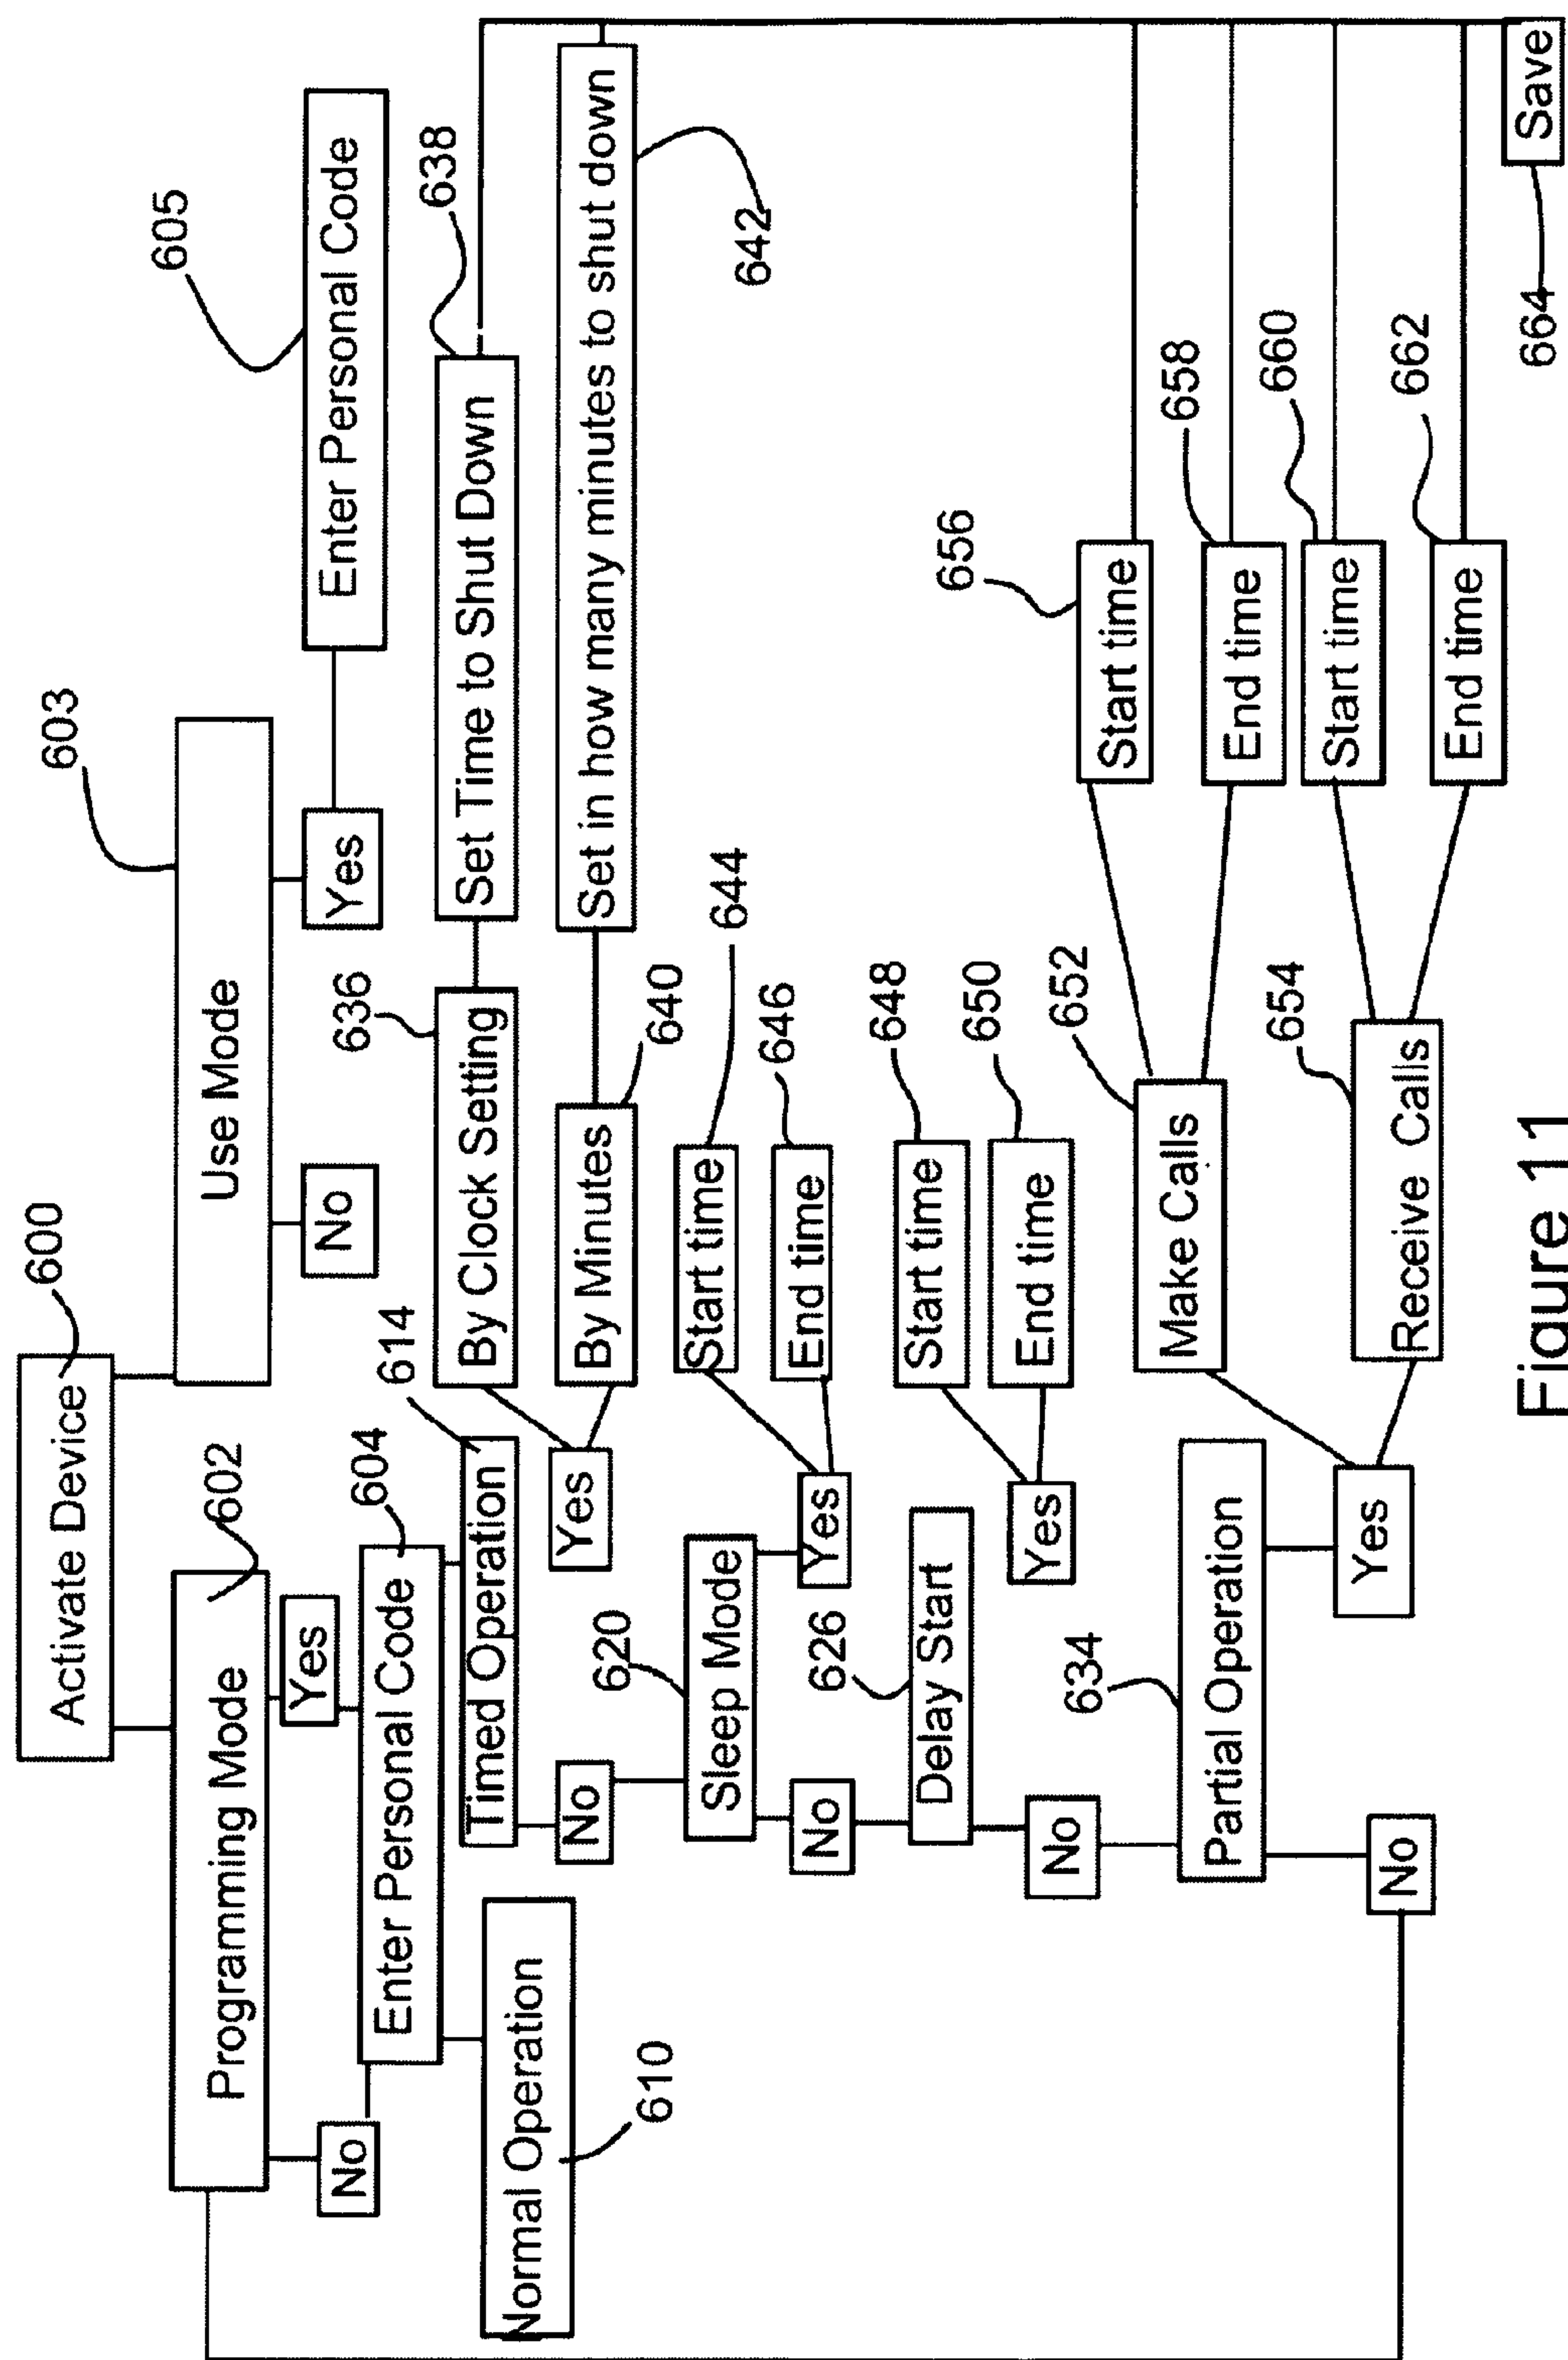 600
Activate Device
603
602
Programming Mode
Use Mode
605
No
Yes
No
Yes
Enter Personal Code
604
Enter Personal Code
614
636
638
Normal Operation
Timed Operation
By Clock Setting
Set Time to Shut Down
610
No
Yes
By Minutes
Set in how many minutes to shut down
640
642
620
Sleep Mode
Start time
644
No
Yes
End time
646
626
Delay Start
Start time
648
No
Yes
End time
650
634
Partial Operation
Make Calls
652
Start time
656
End time
658
No
Yes
Receive Calls
654
Start time
660
End time
662
Save
664
Figure 11